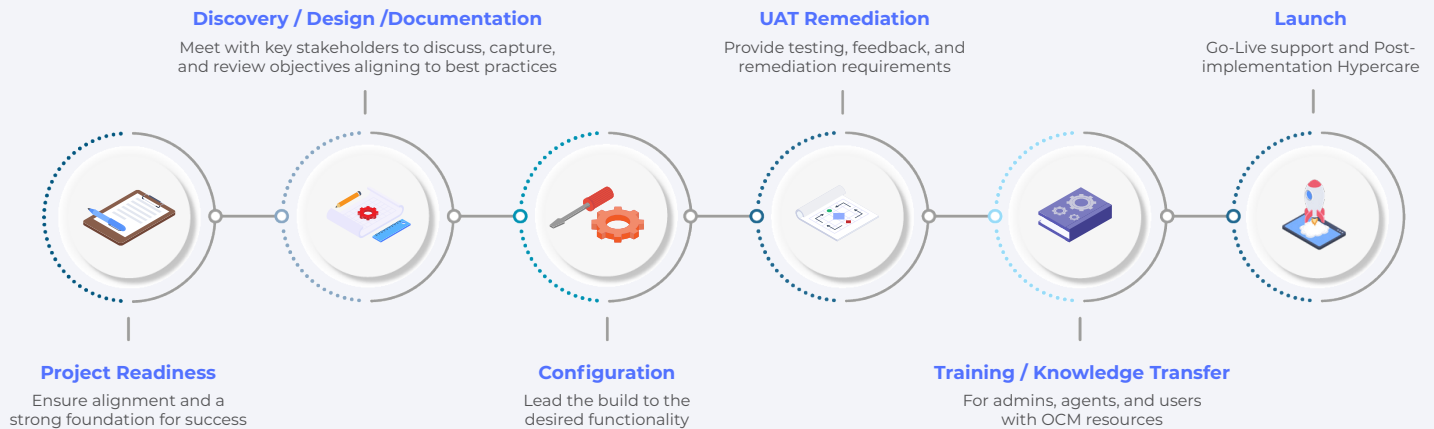 Discovery / Design /Documentation
Meet with key stakeholders to discuss, capture,
and review objectives aligning to best practices
UAT Remediation
Provide testing, feedback, and
remediation requirements
Launch
Go-Live support and Post-
implementation Hypercare
Project Readiness
Ensure alignment and a
strong foundation for success
Configuration
Lead the build to the
desired functionality
Training / Knowledge Transfer
For admins, agents, and users
with OCM resources